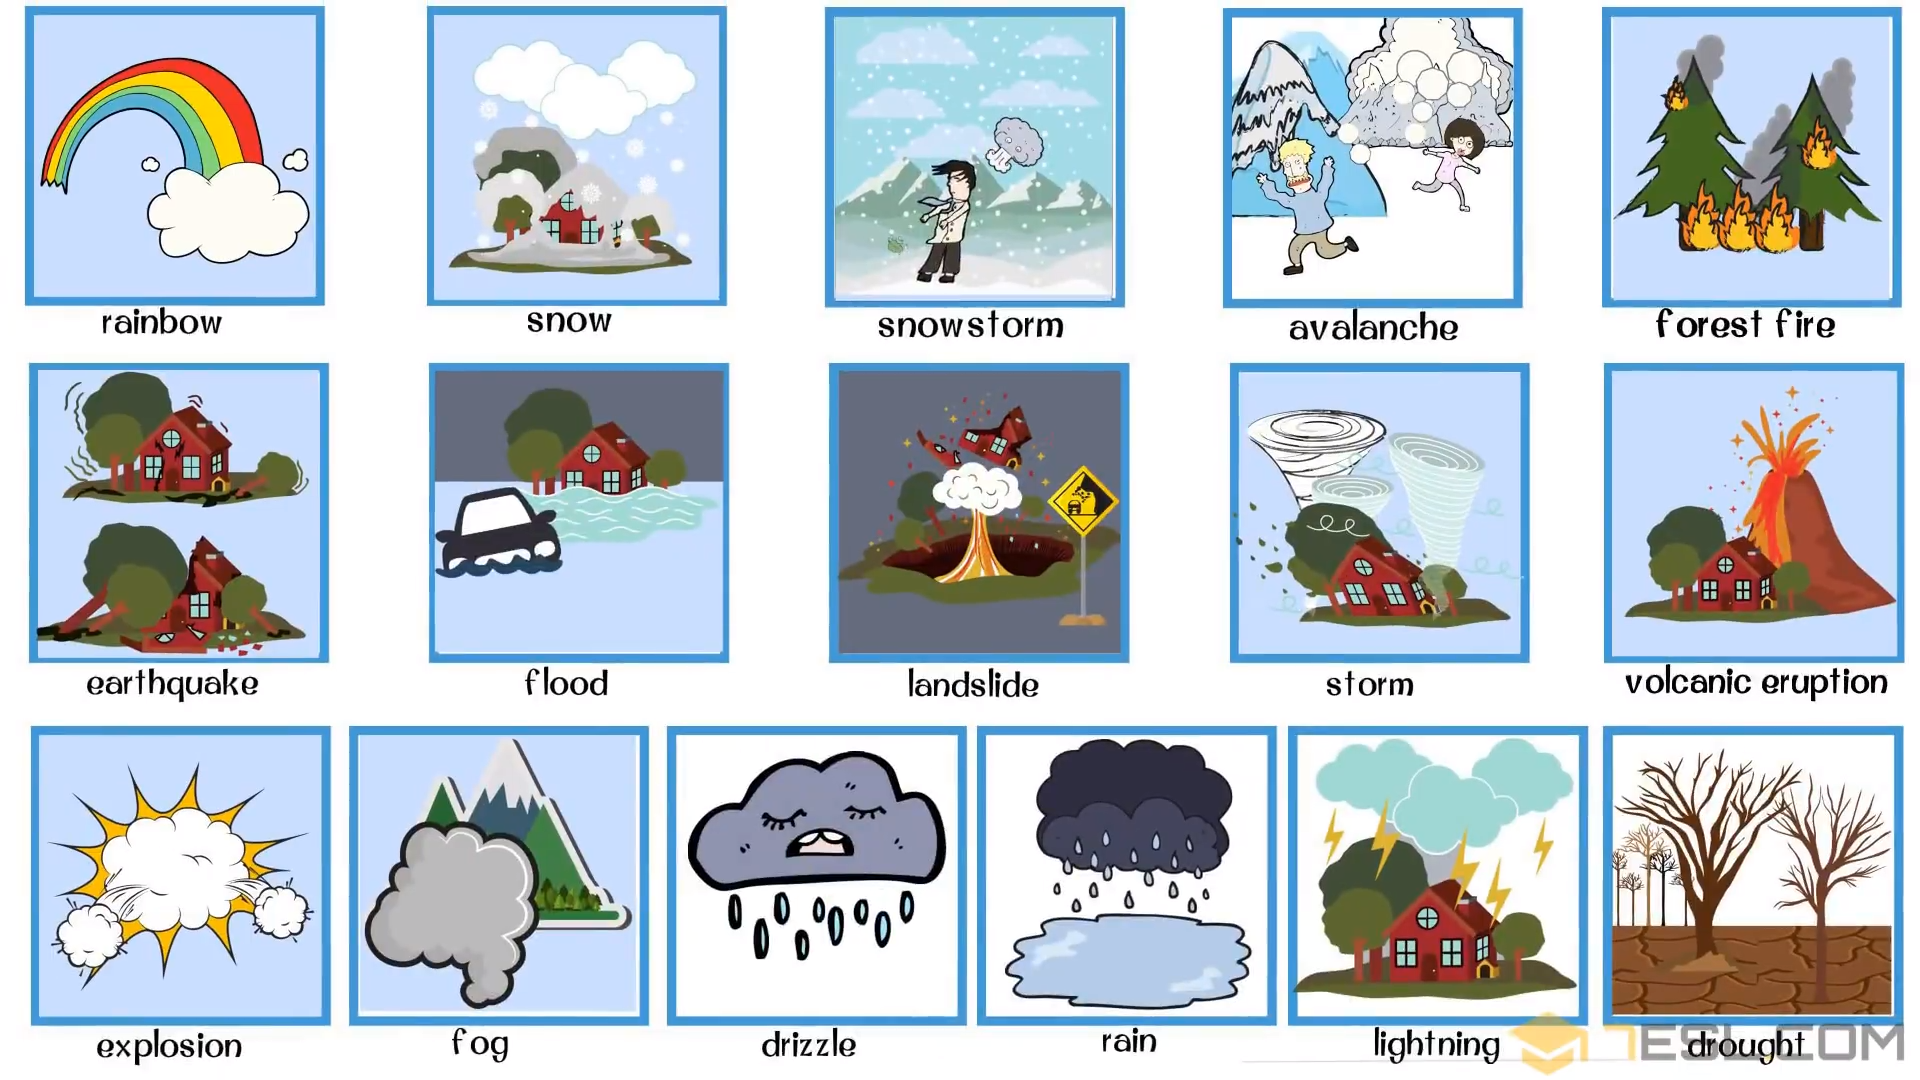 rainbow
snow
snowstorm
avalanche
forest fire
earthquake
flood
landslide
storm
volcanic eruption
explosion
fog
drizzle
rain
lightning
drought
7ESL.COM